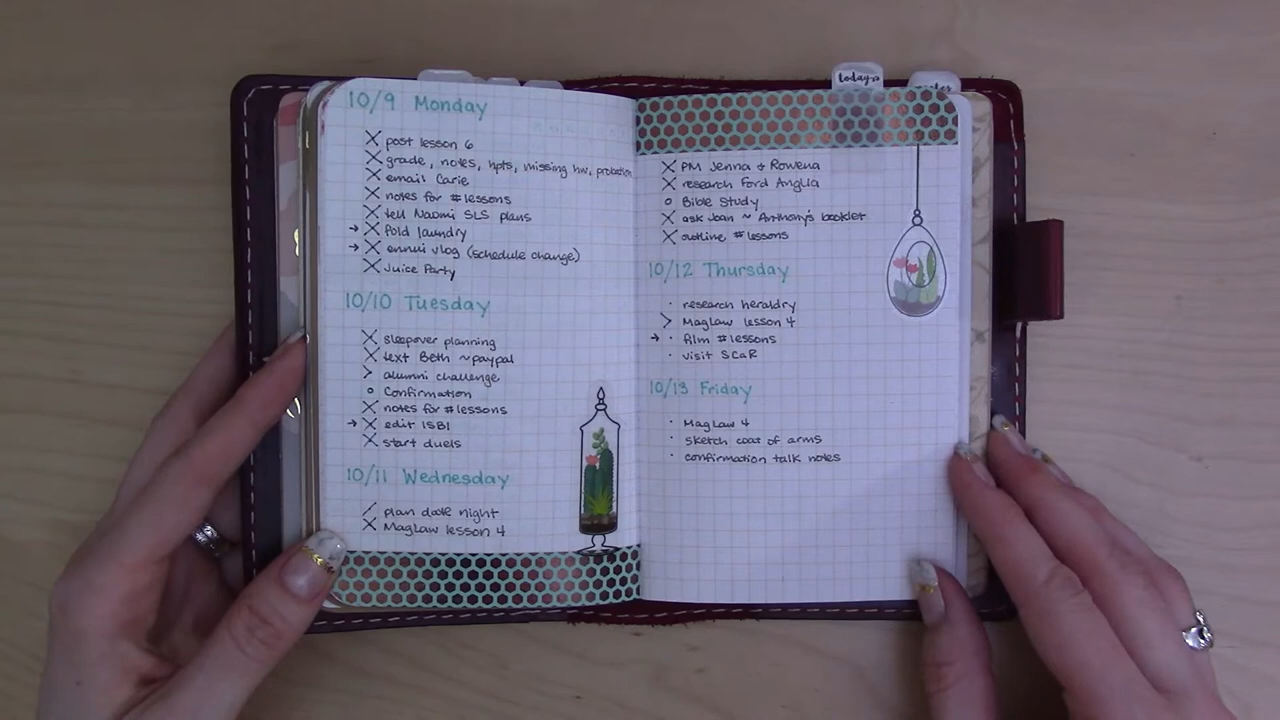 10/9 Monday
X post lesson 6
X grade, notes, hpts, missing hw, probation
X email Carie
X notes for #lessons
X tell Naomi SLS plans
→ X fold laundry
→ X ennui vlog (schedule change)
X Juice Party
10/10 Tuesday
X sleepover planning
X text Beth ~paypal
> alumni challenge
o Confirmation
X notes for #lessons
→ X edit ISBI
X start duels
10/11 Wednesday
/ plan date night
X MagLaw lesson 4
today
X PM Jenna & Rowena
X research Ford Anglia
o Bible Study
X ask Joan ~ Anthony's booklet
X outline #lessons
10/12 Thursday
· research heraldry
> MagLaw lesson 4
→ · film #lessons
· visit SCaR
10/13 Friday
· MagLaw 4
· sketch coat of arms
· confirmation talk notes